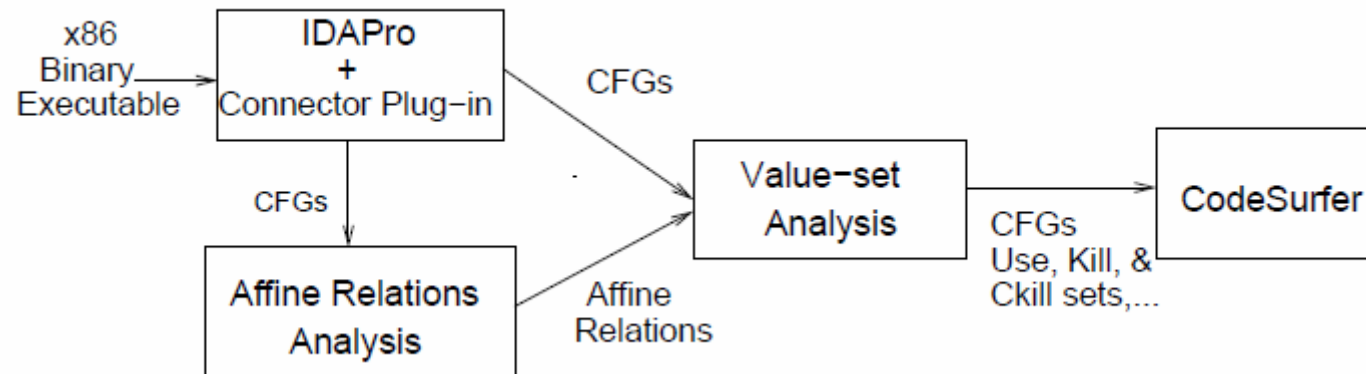 x86
Binary
Executable
IDAPro
+
Connector Plug-in
CFGs
CFGs
Affine Relations
Analysis
Affine
Relations
Value-set
Analysis
CFGs
Use, Kill, &
Ckill sets,...
CodeSurfer